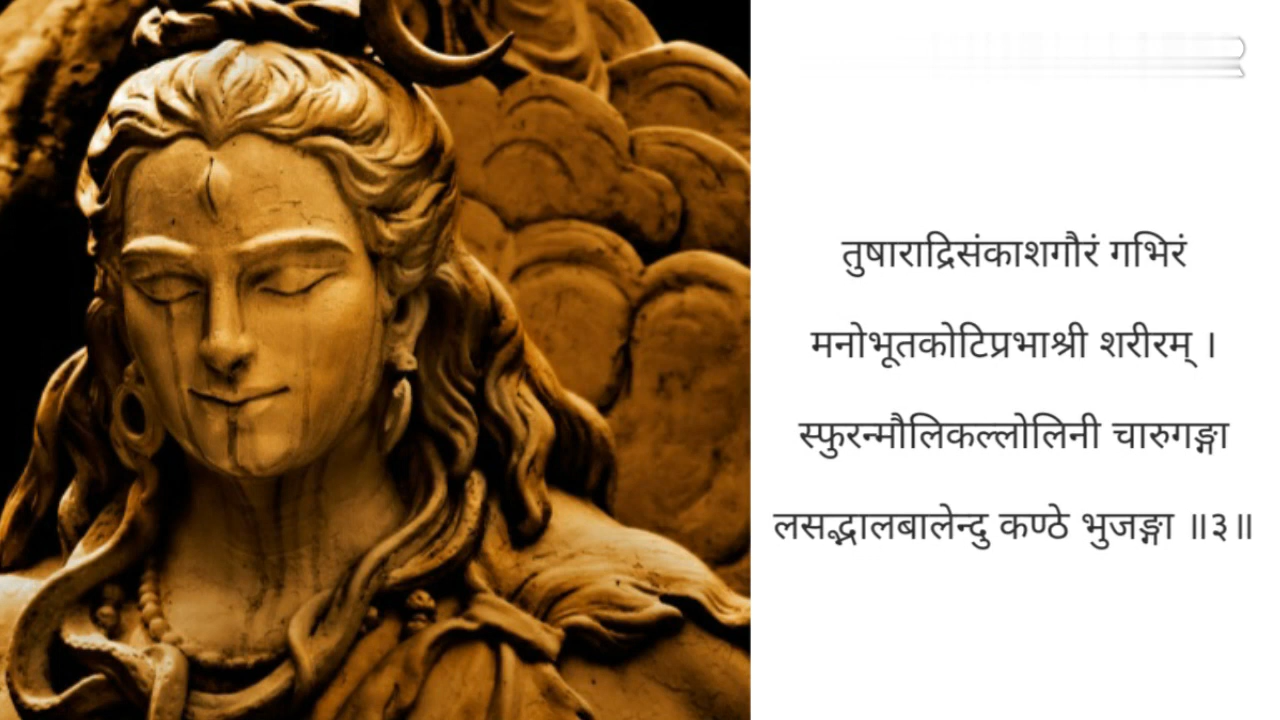 तुषाराद्रिसंकाशगौरं गभिरं
मनोभूतकोटिप्रभाश्री शरीरम् ।
स्फुरन्मौलिकल्लोलिनी चारुगङ्गा
लसद्भालबालेन्दु कण्ठे भुजङ्गा ॥३॥